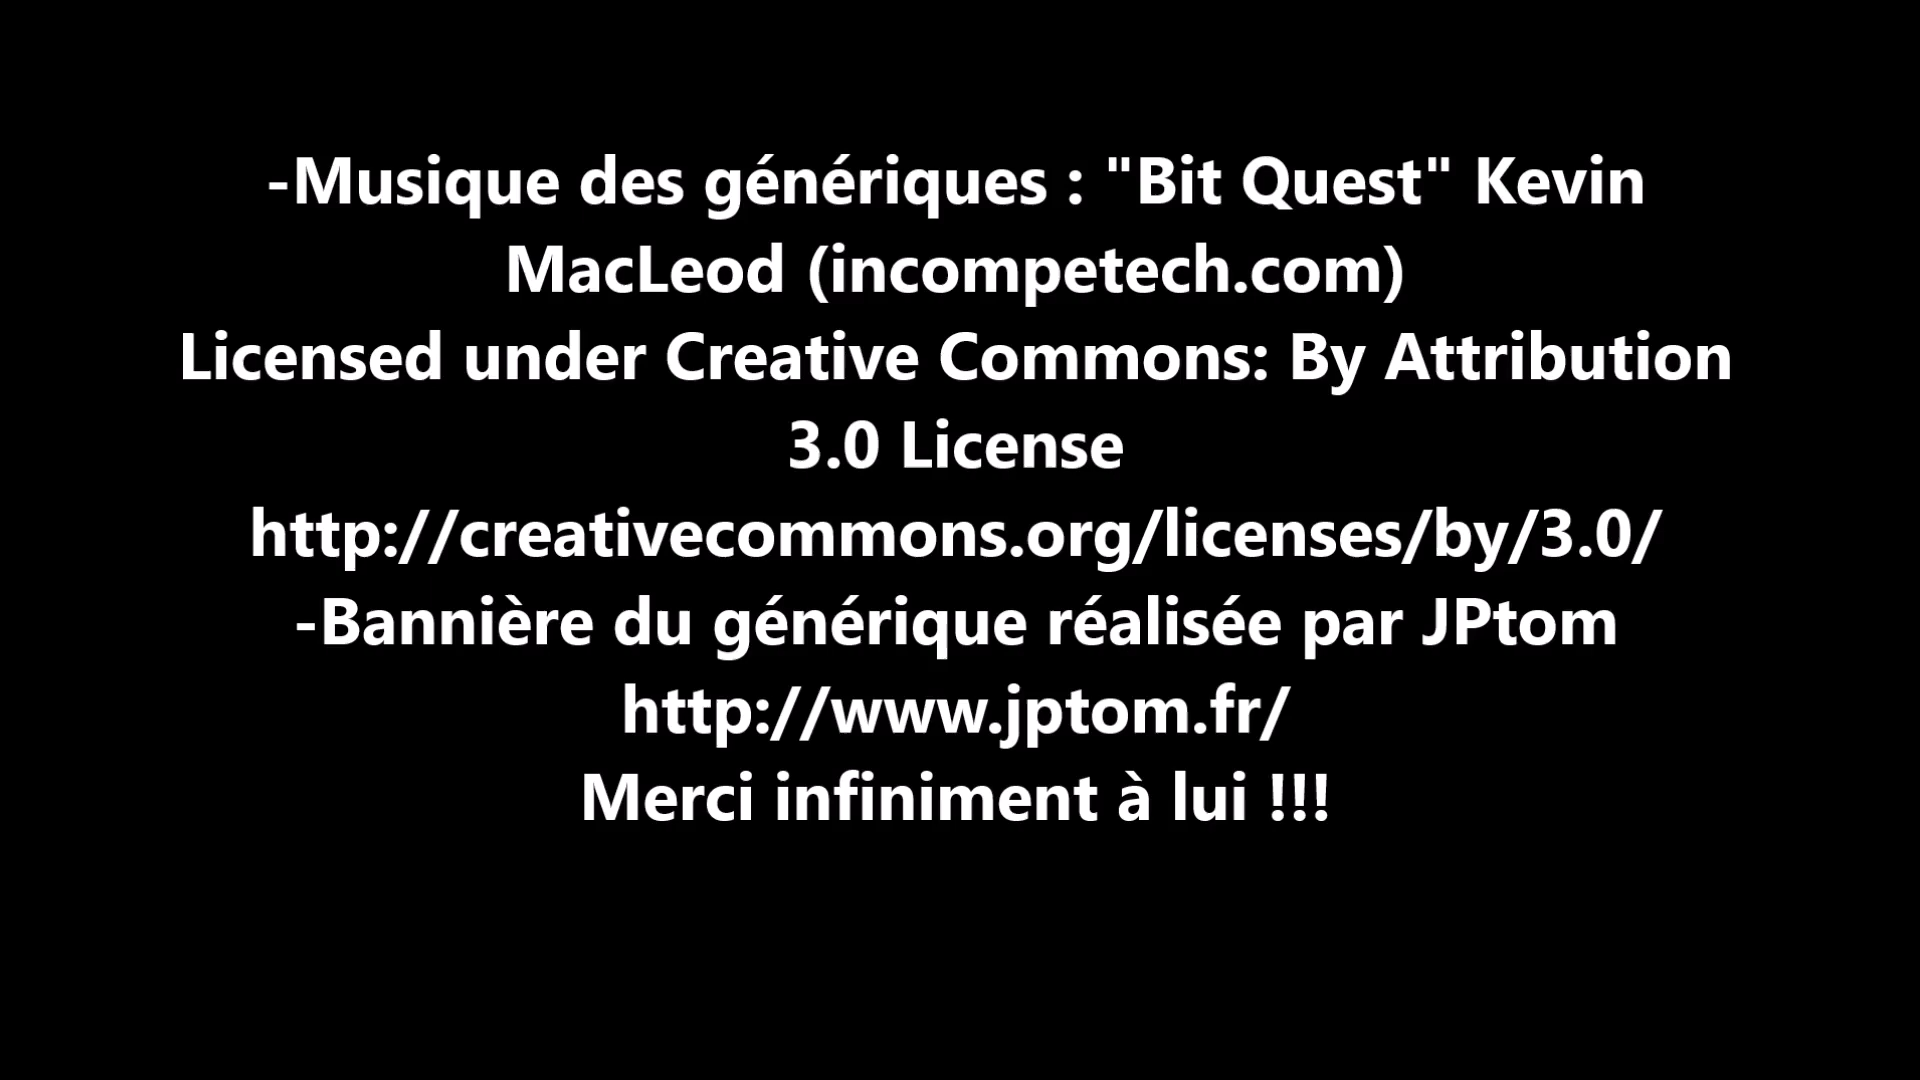 -Musique des génériques : "Bit Quest" Kevin
MacLeod (incompetech.com)
Licensed under Creative Commons: By Attribution
3.0 License
http://creativecommons.org/licenses/by/3.0/
-Bannière du générique réalisée par JPtom
http://www.jptom.fr/
Merci infiniment à lui !!!